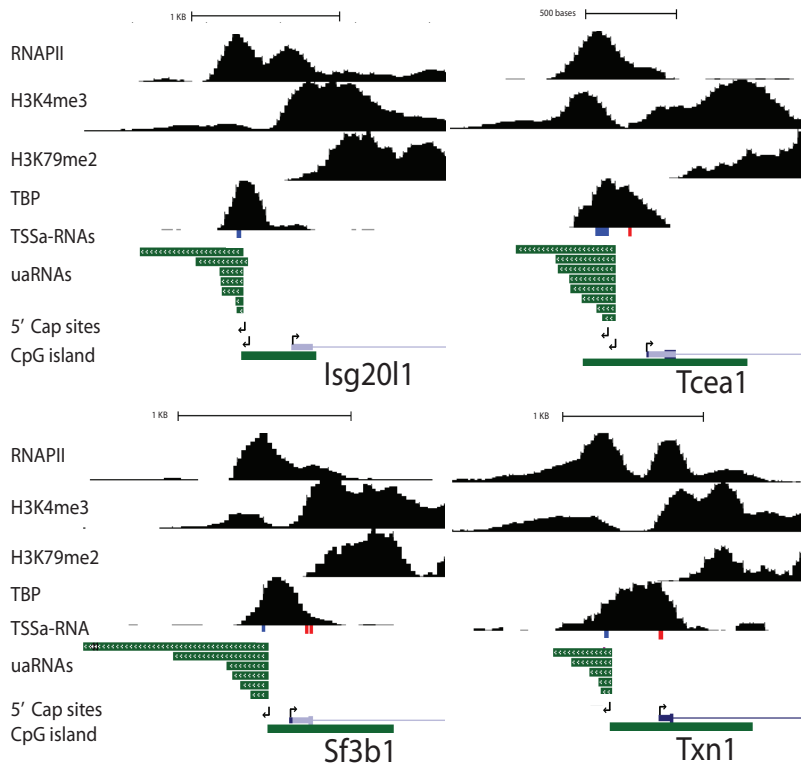 1 KB
500 bases
RNAPII
H3K4me3
H3K79me2
TBP
TSSa-RNAs
uaRNAs
5' Cap sites
CpG island
Isg20l1
Tcea1
1 KB
1 KB
RNAPII
H3K4me3
H3K79me2
TBP
TSSa-RNA
uaRNAs
5' Cap sites
CpG island
Sf3b1
Txn1